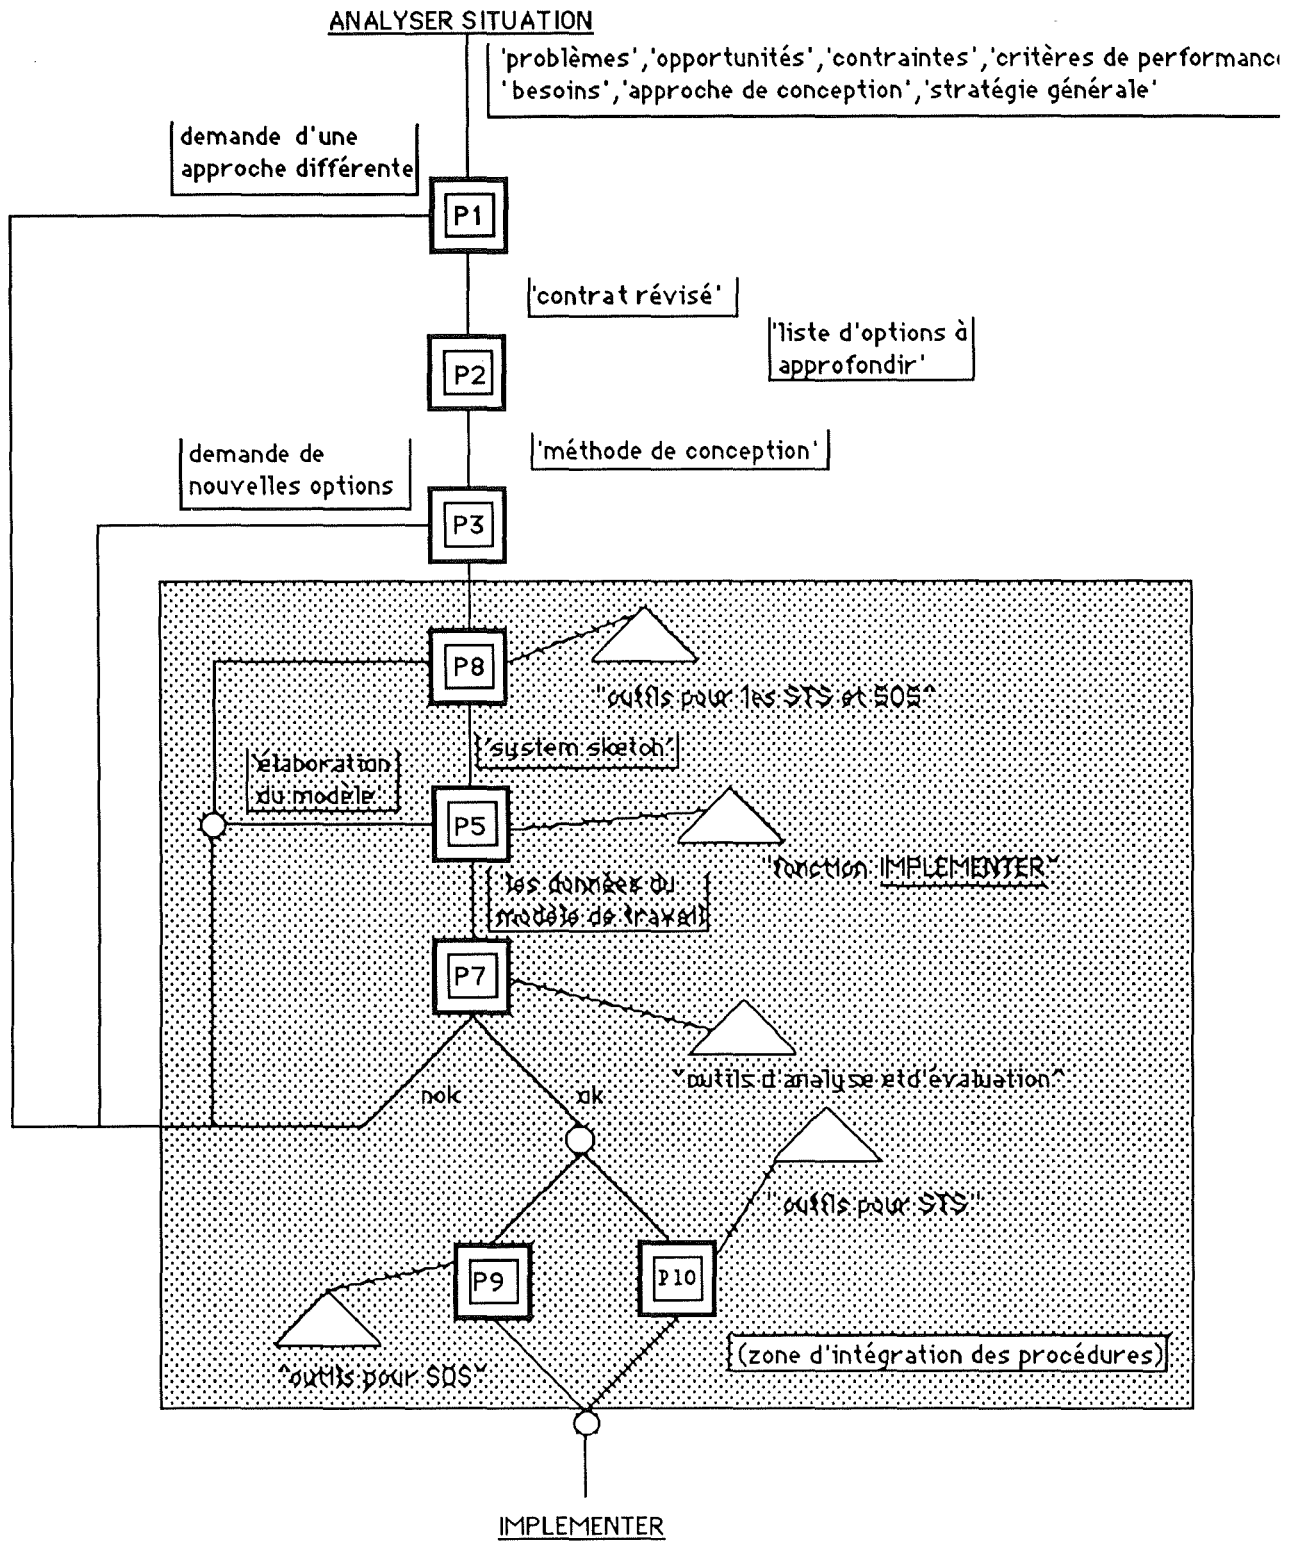 ANALYSER SITUATION
'problèmes','opportunités','contraintes','critères de performance
'besoins','approche de conception','stratégie générale'
demande d'une
approche différente
P1
'contrat révisé'
'liste d'options à
approfondir'
P2
'méthode de conception'
demande de
nouvelles options
P3
P8
"outils pour les STS et SOS"
'system sketch'
'élaboration
du modèle'
P5
"fonction IMPLEMENTER"
les données du
modèle de travail
P7
"outils d'analyse et d'évaluation"
nok
ok
"outils pour STS"
P9
P10
(zone d'intégration des procédures)
"outils pour SOS"
IMPLEMENTER